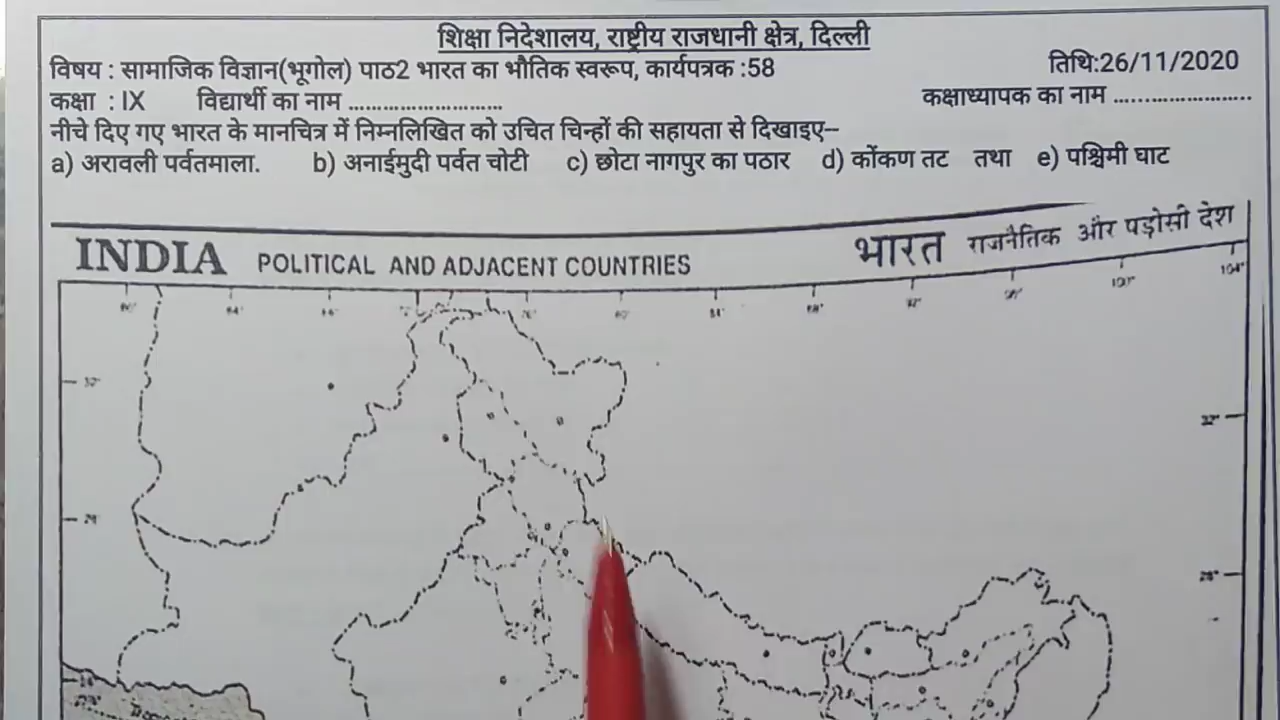 शिक्षा निदेशालय, राष्ट्रीय राजधानी क्षेत्र, दिल्ली
विषय : सामाजिक विज्ञान(भूगोल) पाठ2 भारत का भौतिक स्वरूप, कार्यपत्रक :58 तिथि:26/11/2020
कक्षा : IX विद्यार्थी का नाम .......................... कक्षाध्यापक का नाम ........................
नीचे दिए गए भारत के मानचित्र में निम्नलिखित को उचित चिन्हों की सहायता से दिखाइए--
a) अरावली पर्वतमाला. b) अनाईमुदी पर्वत चोटी c) छोटा नागपुर का पठार d) कोंकण तट तथा e) पश्चिमी घाट
INDIA POLITICAL AND ADJACENT COUNTRIES भारत राजनैतिक और पड़ोसी देश
104°